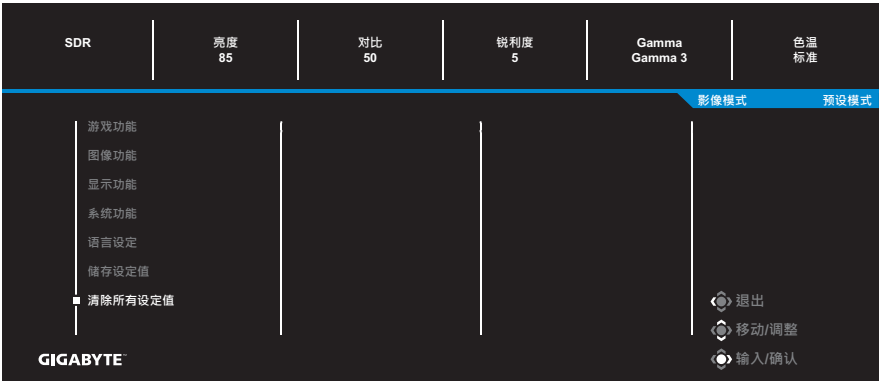 SDR 亮度 对比 锐利度 Gamma 色温
85 50 5 Gamma 3 标准
影像模式 预设模式
游戏功能
图像功能
显示功能
系统功能
语言设定
储存设定值
清除所有设定值
退出
移动/调整
GIGABYTE™ 输入/确认